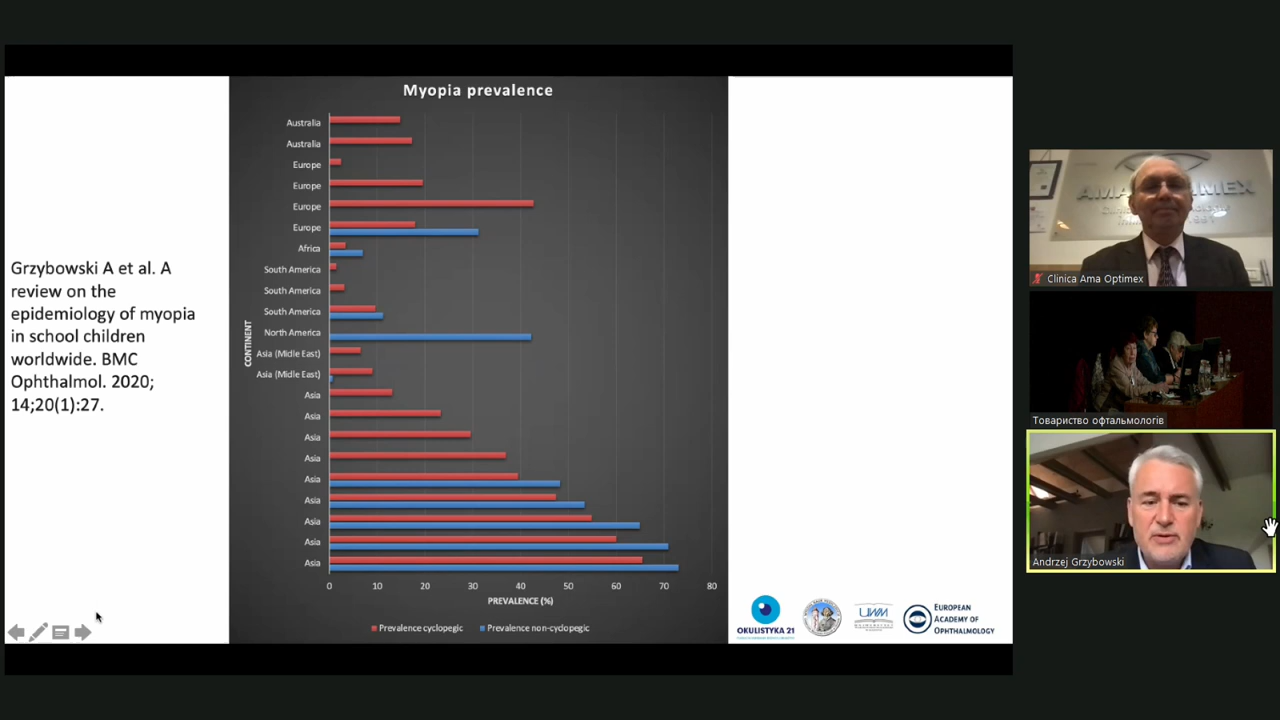 Myopia prevalence
Grzybowski A et al. A
review on the
epidemiology of myopia
in school children
worldwide. BMC
Ophthalmol. 2020;
14;20(1):27.
CONTINENT
Australia
Australia
Europe
Europe
Europe
Europe
Africa
South America
South America
South America
North America
Asia (Midle East)
Asia (Midle East)
Asia
Asia
Asia
Asia
Asia
Asia
Asia
Asia
Asia
0 10 20 30 40 50 60 70 80
PREVALENCE (%)
Prevalence cyclopegic Prevalence non-cyclopegic
OKULISTYKA 21
UWM
EUROPEAN
ACADEMY OF
OPHTHALMOLOGY
Clinica Ama Optimex
Товариство офтальмологів
Andrzej Grzybowski